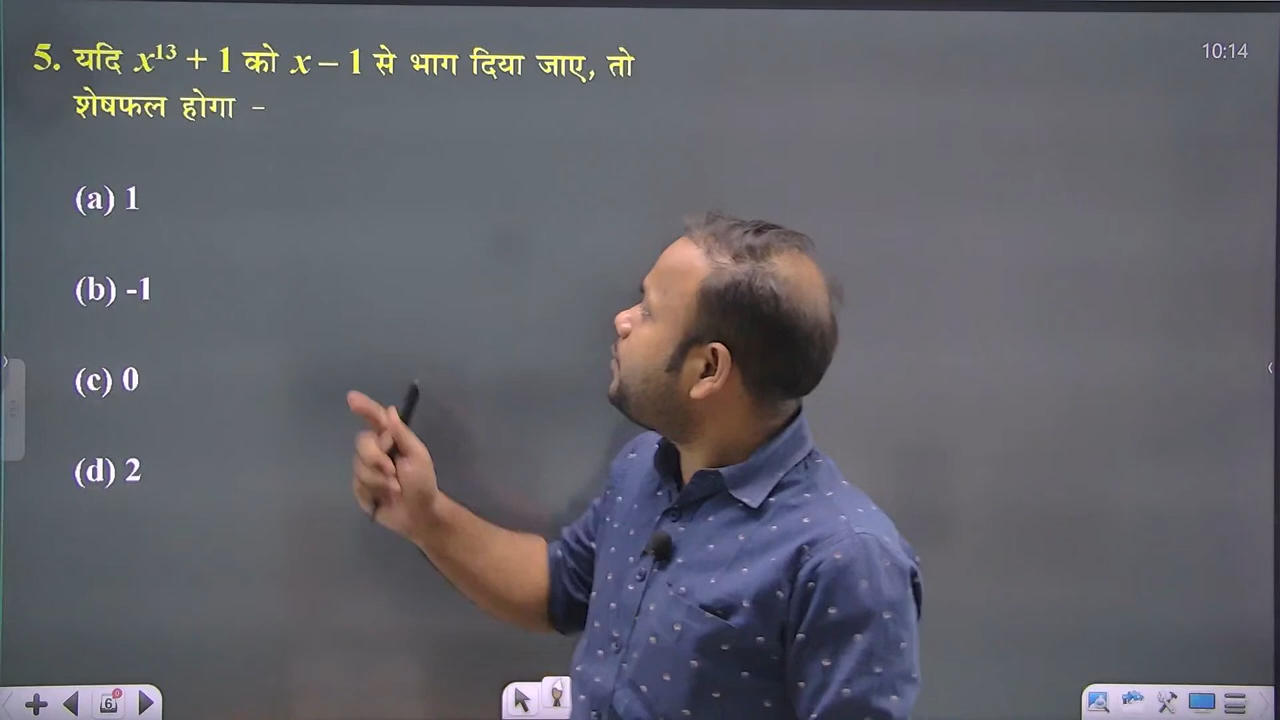 5. यदि x¹³ + 1 को x – 1 से भाग दिया जाए, तो
शेषफल होगा -
10:14
(a) 1
(b) -1
(c) 0
(d) 2
6